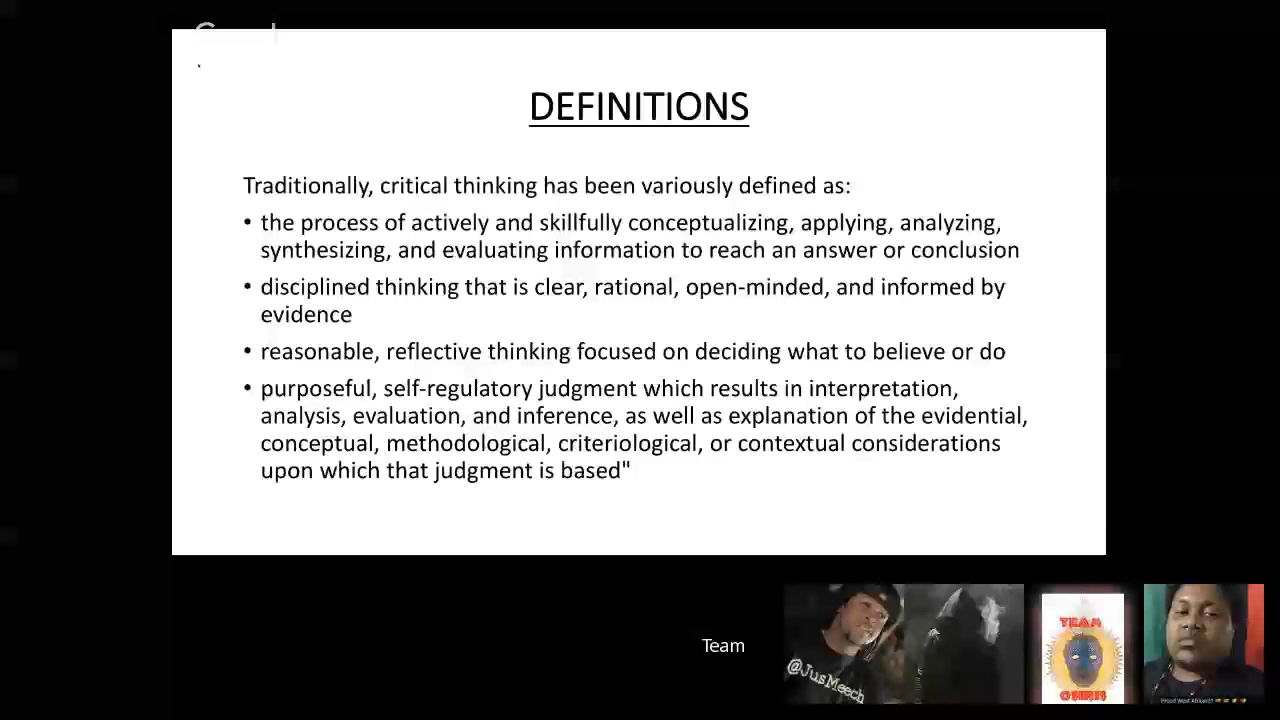 DEFINITIONS
Traditionally, critical thinking has been variously defined as:
• the process of actively and skillfully conceptualizing, applying, analyzing,
synthesizing, and evaluating information to reach an answer or conclusion
• disciplined thinking that is clear, rational, open-minded, and informed by
evidence
• reasonable, reflective thinking focused on deciding what to believe or do
• purposeful, self-regulatory judgment which results in interpretation,
analysis, evaluation, and inference, as well as explanation of the evidential,
conceptual, methodological, criteriological, or contextual considerations
upon which that judgment is based"
Team
@JusMeech
TEAM
OSIRIS
Proud West African!!